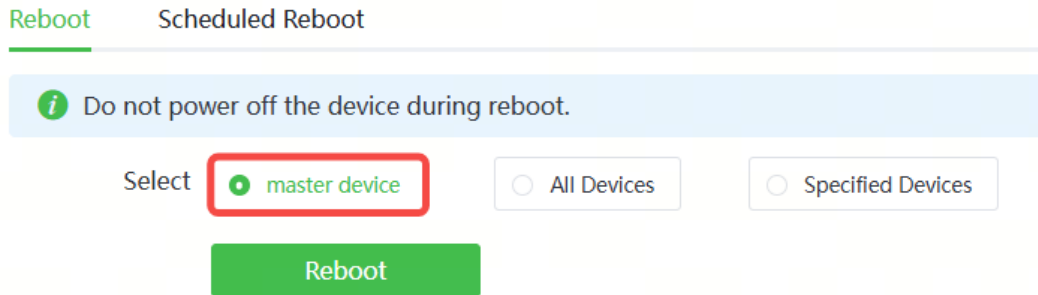 Reboot Scheduled Reboot
i Do not power off the device during reboot.
Select master device All Devices Specified Devices
Reboot